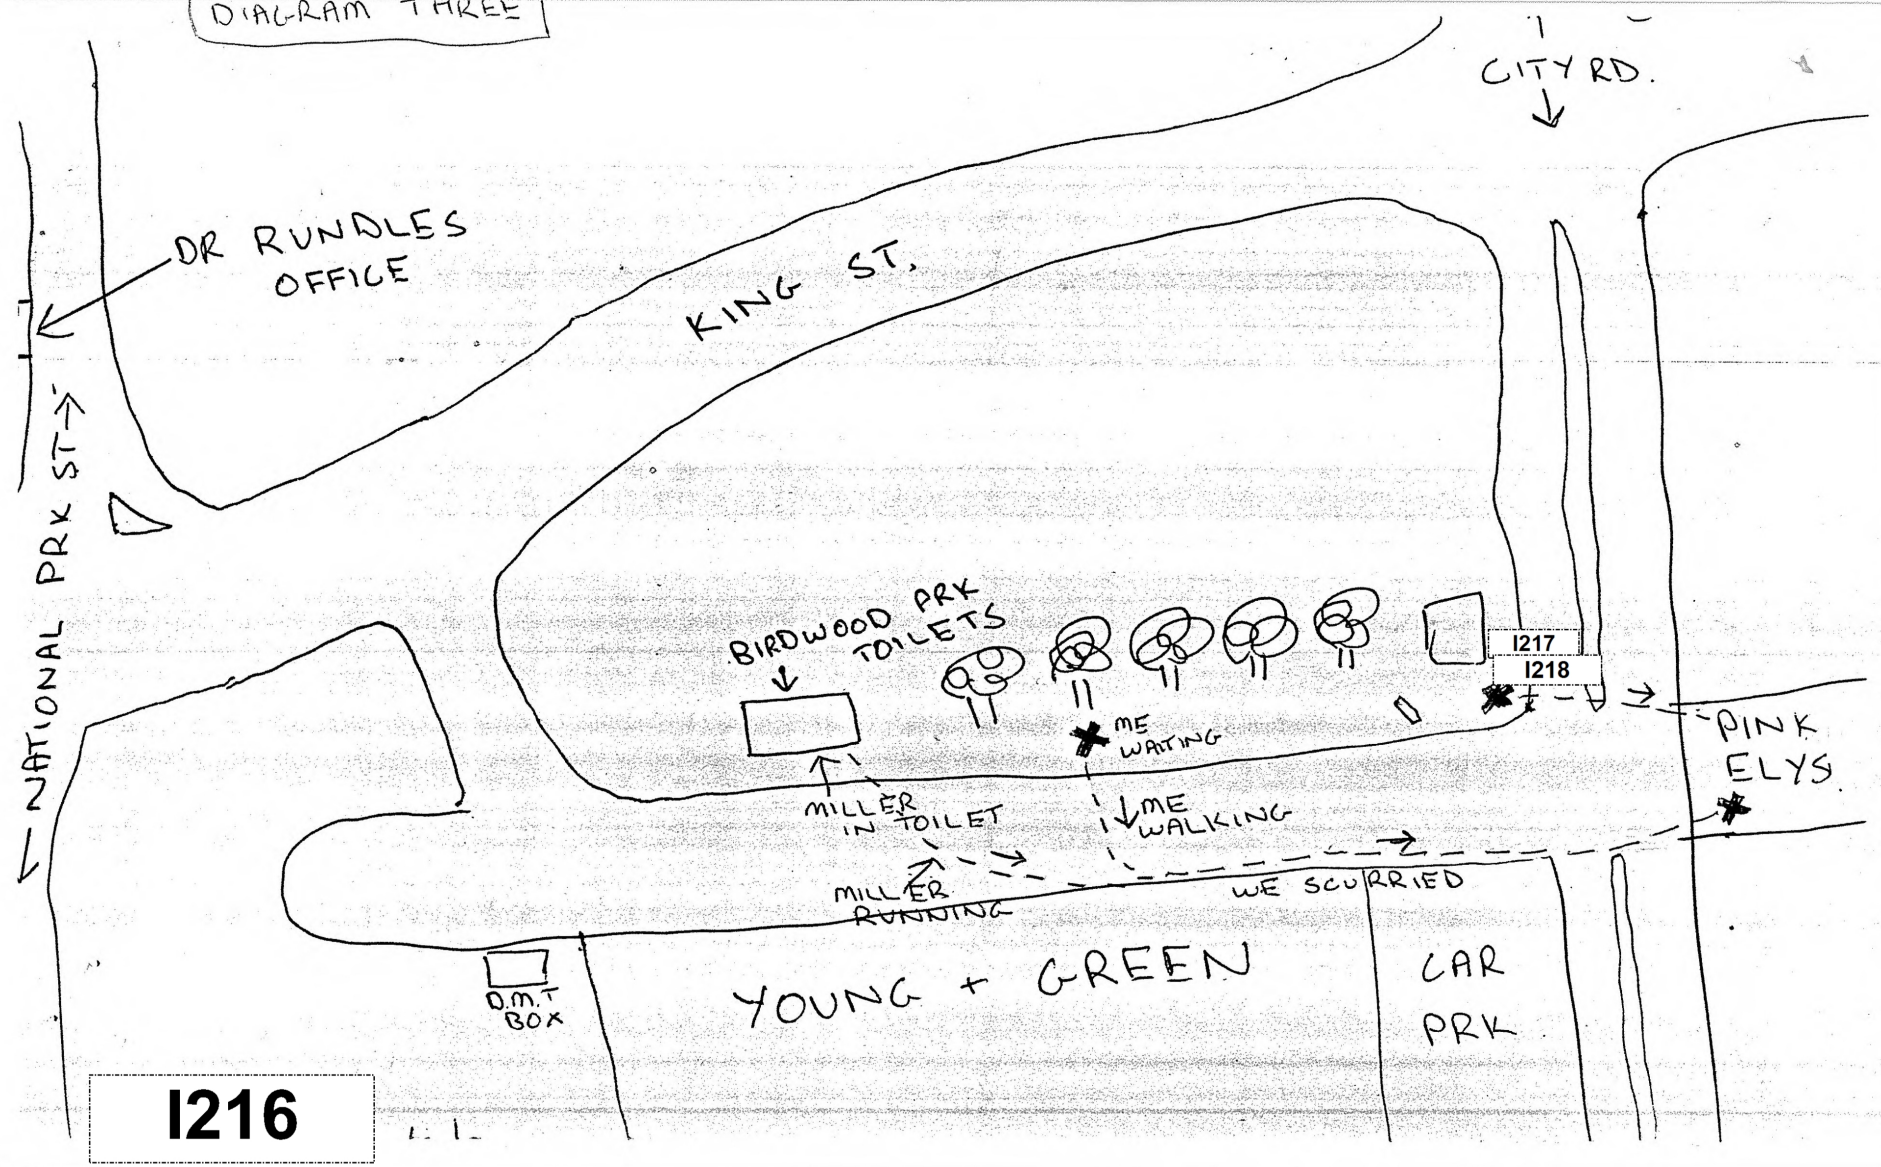 DIAGRAM THREE
CITY RD.
DR RUNDLES
OFFICE
KING ST.
NATIONAL PRK ST
BIRDWOOD PRK
TOILETS
I217
I218
ME
WAITING
PINK
ELYS.
MILLER
IN TOILET
ME
WALKING
MILLER
RUNNING
WE SCURRIED
YOUNG + GREEN
CAR
PRK
D.M.T
BOX
I216